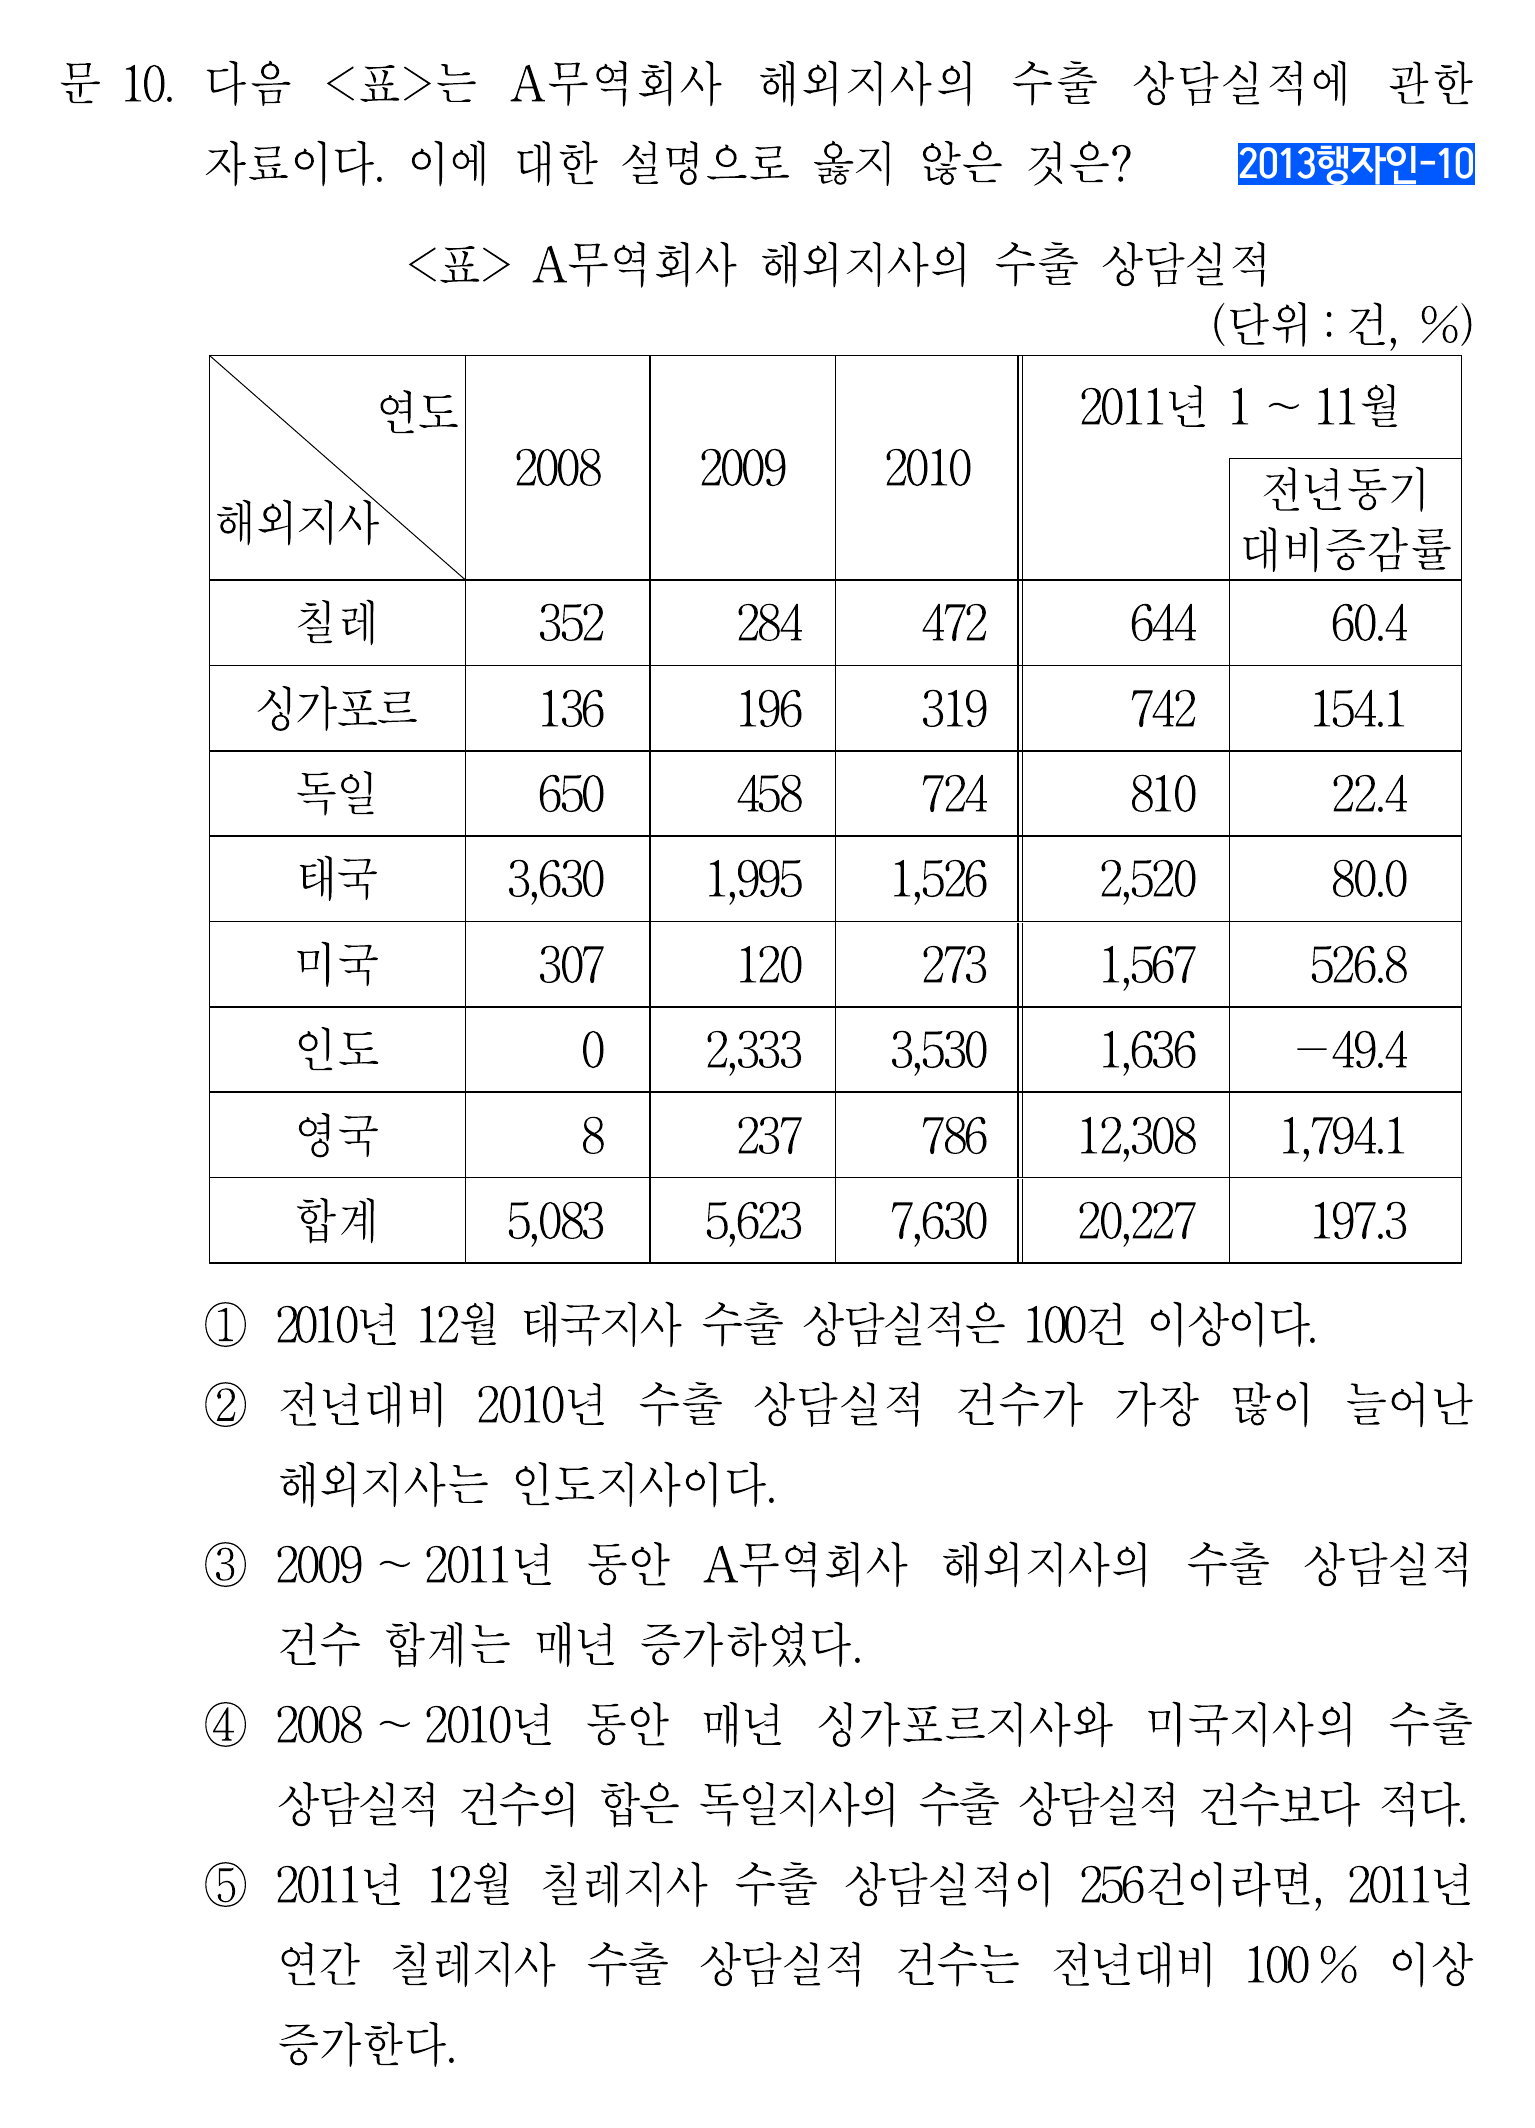 문 10. 다음 <표>는 A무역회사 해외지사의 수출 상담실적에 관한
자료이다. 이에 대한 설명으로 옳지 않은 것은? 2013행자인-10
<표> A무역회사 해외지사의 수출 상담실적
(단위 : 건, %)
연도 해외지사 2008 2009 2010 2011년 1 ~ 11월
전년동기
대비증감률
칠레 352 284 472 644 60.4
싱가포르 136 196 319 742 154.1
독일 650 458 724 810 22.4
태국 3,630 1,995 1,526 2,520 80.0
미국 307 120 273 1,567 526.8
인도 0 2,333 3,530 1,636 -49.4
영국 8 237 786 12,308 1,794.1
합계 5,083 5,623 7,630 20,227 197.3
① 2010년 12월 태국지사 수출 상담실적은 100건 이상이다.
② 전년대비 2010년 수출 상담실적 건수가 가장 많이 늘어난
해외지사는 인도지사이다.
③ 2009 ~ 2011년 동안 A무역회사 해외지사의 수출 상담실적
건수 합계는 매년 증가하였다.
④ 2008 ~ 2010년 동안 매년 싱가포르지사와 미국지사의 수출
상담실적 건수의 합은 독일지사의 수출 상담실적 건수보다 적다.
⑤ 2011년 12월 칠레지사 수출 상담실적이 256건이라면, 2011년
연간 칠레지사 수출 상담실적 건수는 전년대비 100 % 이상
증가한다.